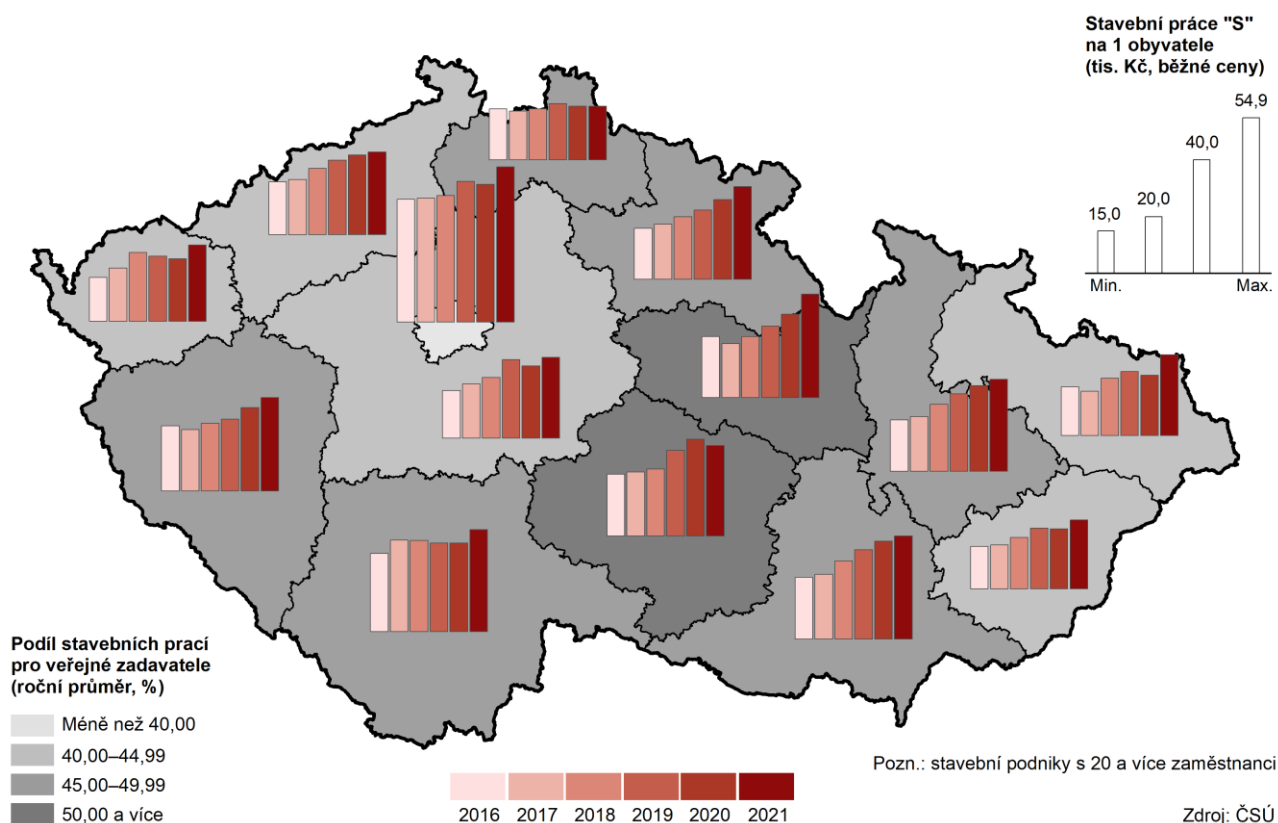 Stavební práce "S"
na 1 obyvatele
(tis. Kč, běžné ceny)
54,9
40,0
20,0
15,0
Min.
Max.
Podíl stavebních prací
pro veřejné zadavatele
(roční průměr, %)
Méně než 40,00
40,00–44,99
45,00–49,99
50,00 a více
2016 2017 2018 2019 2020 2021
Pozn.: stavební podniky s 20 a více zaměstnanci
Zdroj: ČSÚ